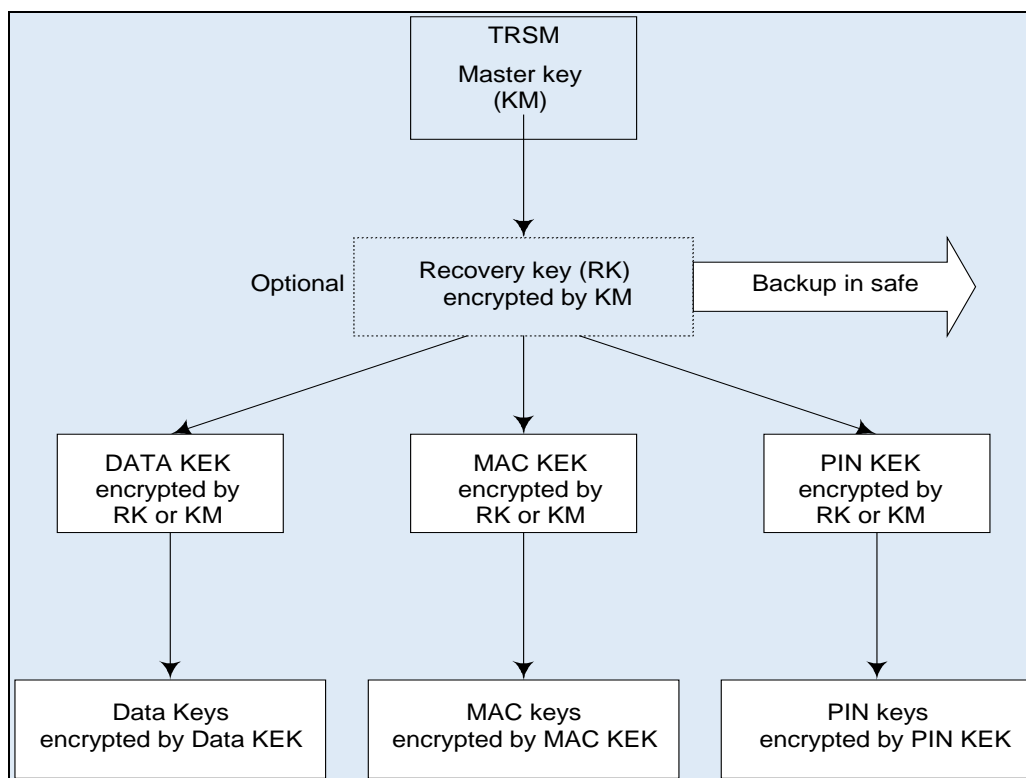 TRSM
Master key
(KM)
Optional
Recovery key (RK)
encrypted by KM
Backup in safe
DATA KEK
encrypted by
RK or KM
MAC KEK
encrypted by
RK or KM
PIN KEK
encrypted by
RK or KM
Data Keys
encrypted by Data KEK
MAC keys
encrypted by MAC KEK
PIN keys
encrypted by PIN KEK